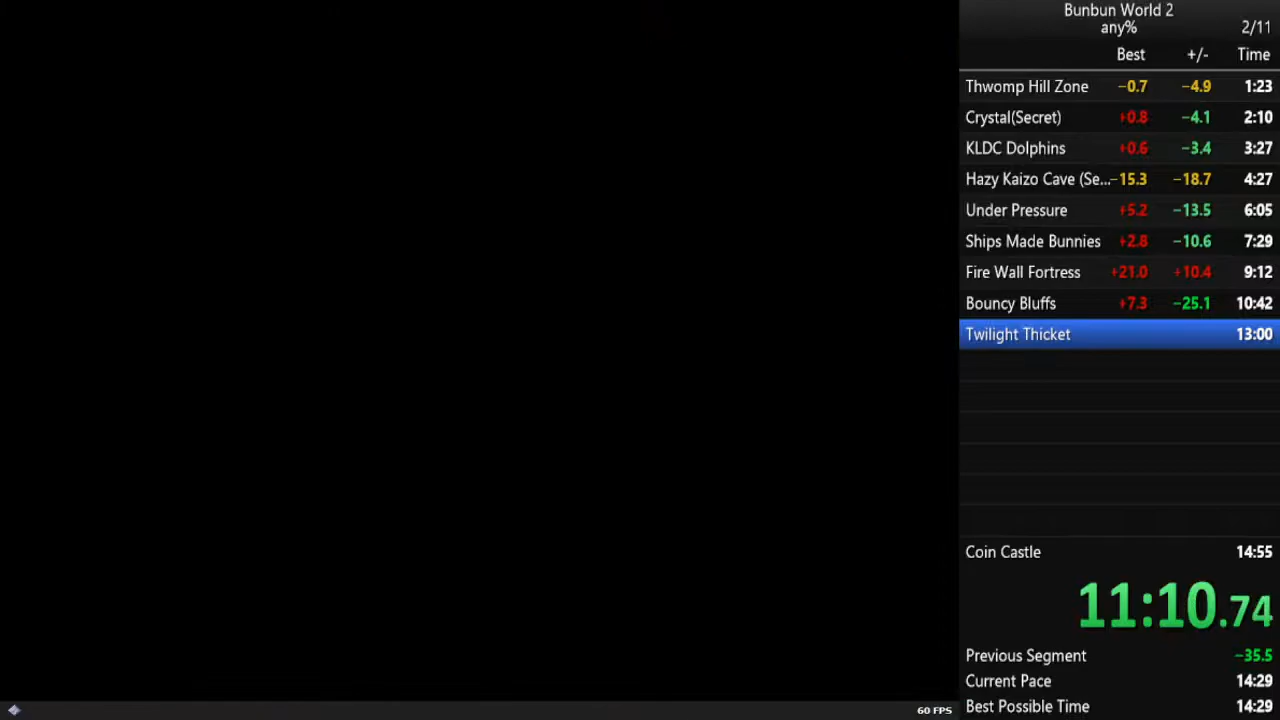 Bunbun World 2
any% 2/11
Best +/- Time
Thwomp Hill Zone −0.7 −4.9 1:23
Crystal(Secret) +0.8 −4.1 2:10
KLDC Dolphins +0.6 −3.4 3:27
Hazy Kaizo Cave (Se... −15.3 −18.7 4:27
Under Pressure +5.2 −13.5 6:05
Ships Made Bunnies +2.8 −10.6 7:29
Fire Wall Fortress +21.0 +10.4 9:12
Bouncy Bluffs +7.3 −25.1 10:42
Twilight Thicket 13:00
Coin Castle 14:55
11:10.74
Previous Segment −35.5
Current Pace 14:29
Best Possible Time 14:29
60 FPS